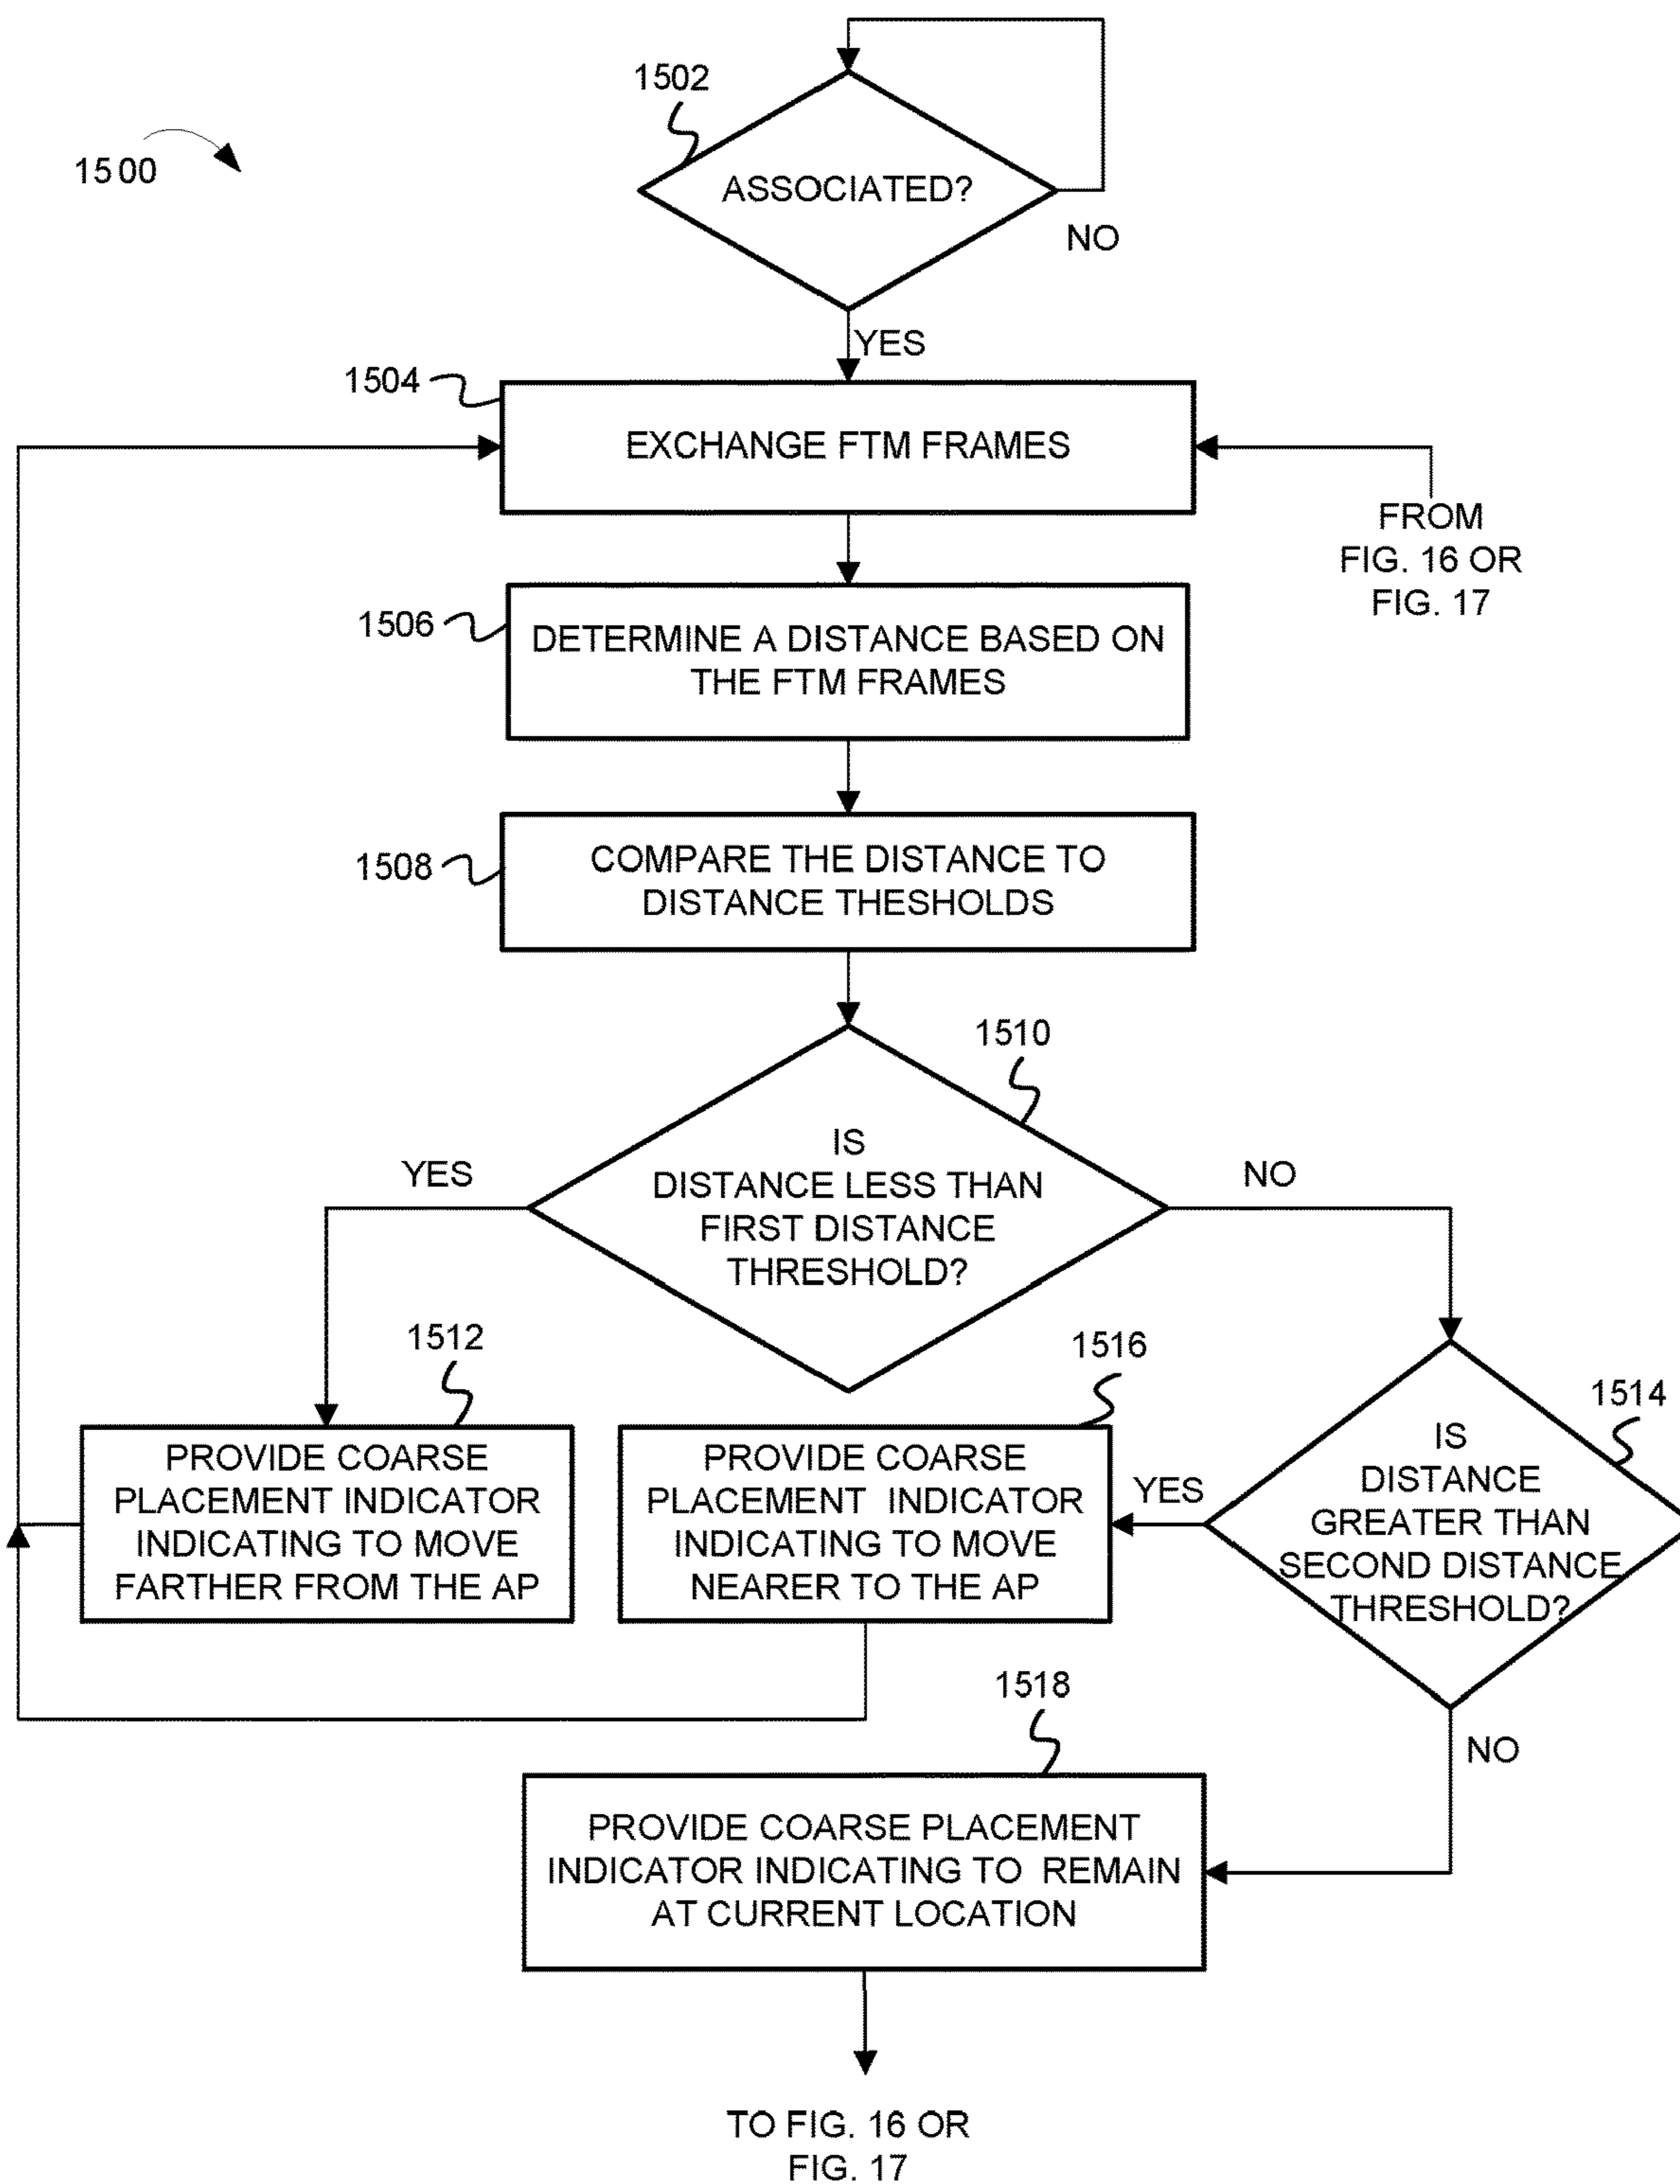 1502
1500
ASSOCIATED?
NO
YES
1504
EXCHANGE FTM FRAMES
FROM
FIG. 16 OR
FIG. 17
1506
DETERMINE A DISTANCE BASED ON
THE FTM FRAMES
1508
COMPARE THE DISTANCE TO
DISTANCE THESHOLDS
1510
IS
DISTANCE LESS THAN
FIRST DISTANCE
THRESHOLD?
YES
NO
1512
PROVIDE COARSE
PLACEMENT INDICATOR
INDICATING TO MOVE
FARTHER FROM THE AP
1516
PROVIDE COARSE
PLACEMENT INDICATOR
INDICATING TO MOVE
NEARER TO THE AP
YES
1514
IS
DISTANCE
GREATER THAN
SECOND DISTANCE
THRESHOLD?
NO
1518
PROVIDE COARSE PLACEMENT
INDICATOR INDICATING TO REMAIN
AT CURRENT LOCATION
TO FIG. 16 OR
FIG. 17